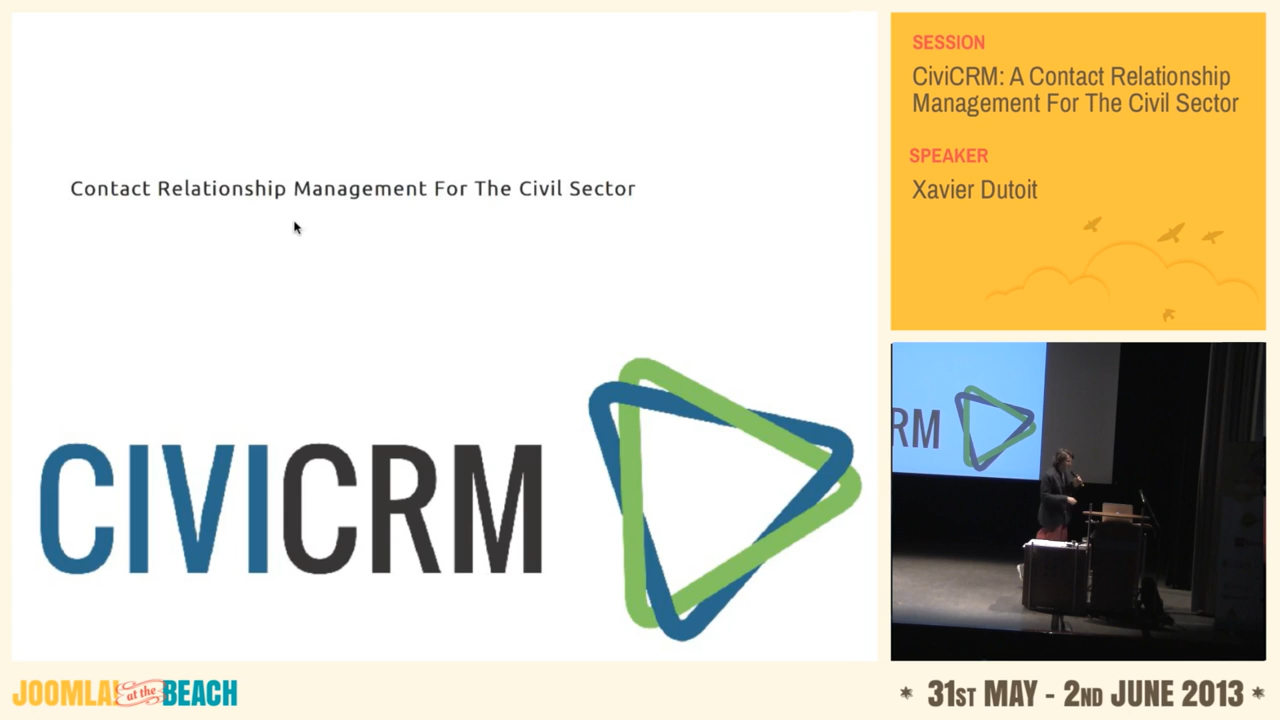 Contact Relationship Management For The Civil Sector
CIVICRM
SESSION
CiviCRM: A Contact Relationship
Management For The Civil Sector
SPEAKER
Xavier Dutoit
RM
JOOMLA! at the BEACH
* 31ST MAY - 2ND JUNE 2013 *